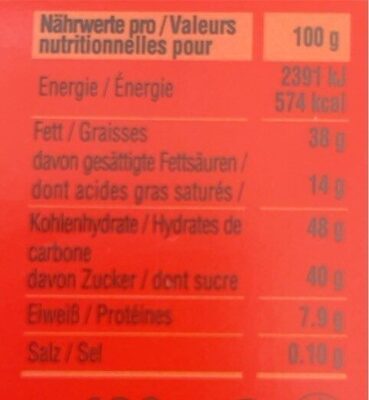 Nährwerte pro / Valeurs
nutritionnelles pour 100 g
Energie / Énergie 2391 kJ
574 kcal
Fett / Graisses 38 g
davon gesättigte Fettsäuren /
dont acides gras saturés / 14 g
Kohlenhydrate / Hydrates de 48 g
carbone
davon Zucker / dont sucre 40 g
Eiweiß / Protéines 7.9 g
Salz / Sel 0.10 g